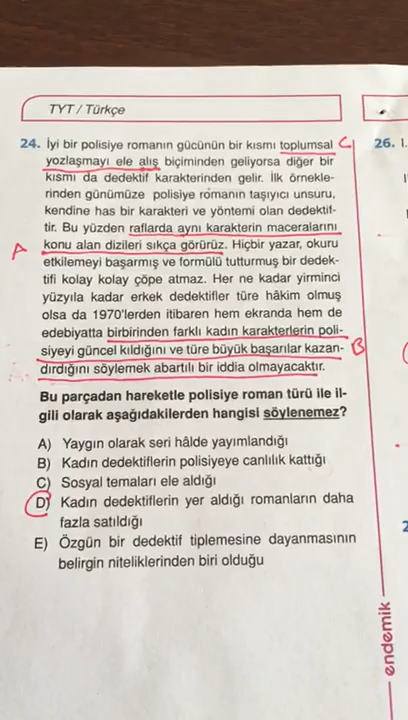 TYT / Türkçe
24. İyi bir polisiye romanın gücünün bir kısmı toplumsal C
yozlaşmayı ele alış biçiminden geliyorsa diğer bir
kısmı da dedektif karakterinden gelir. İlk örnekle-
rinden günümüze polisiye romanın taşıyıcı unsuru,
kendine has bir karakteri ve yöntemi olan dedektif-
tir. Bu yüzden raflarda aynı karakterin maceralarını
A konu alan dizileri sıkça görürüz. Hiçbir yazar, okuru
etkilemeyi başarmış ve formülü tutturmuş bir dedek-
tifi kolay kolay çöpe atmaz. Her ne kadar yirminci
yüzyıla kadar erkek dedektifler türe hâkim olmuş
olsa da 1970'lerden itibaren hem ekranda hem de
edebiyatta birbirinden farklı kadın karakterlerin poli-
siyeyi güncel kıldığını ve türe büyük başarılar kazan- B
dırdığını söylemek abartılı bir iddia olmayacaktır.
Bu parçadan hareketle polisiye roman türü ile il-
gili olarak aşağıdakilerden hangisi söylenemez?
A) Yaygın olarak seri hâlde yayımlandığı
B) Kadın dedektiflerin polisiyeye canlılık kattığı
C) Sosyal temaları ele aldığı
D) Kadın dedektiflerin yer aldığı romanların daha
fazla satıldığı
E) Özgün bir dedektif tiplemesine dayanmasının
belirgin niteliklerinden biri olduğu
endemik
26. I.